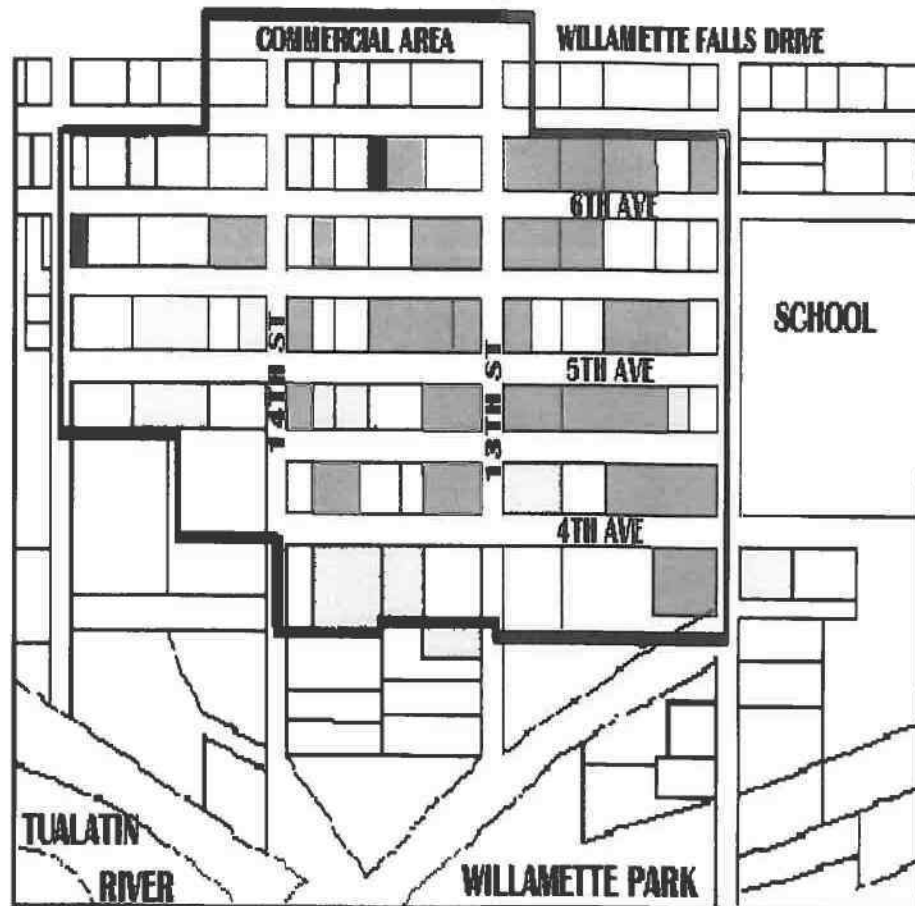 COMMERCIAL AREA
WILLAMETTE FALLS DRIVE
6TH AVE
SCHOOL
14TH ST
13TH ST
5TH AVE
4TH AVE
TUALATIN
RIVER
WILLAMETTE PARK